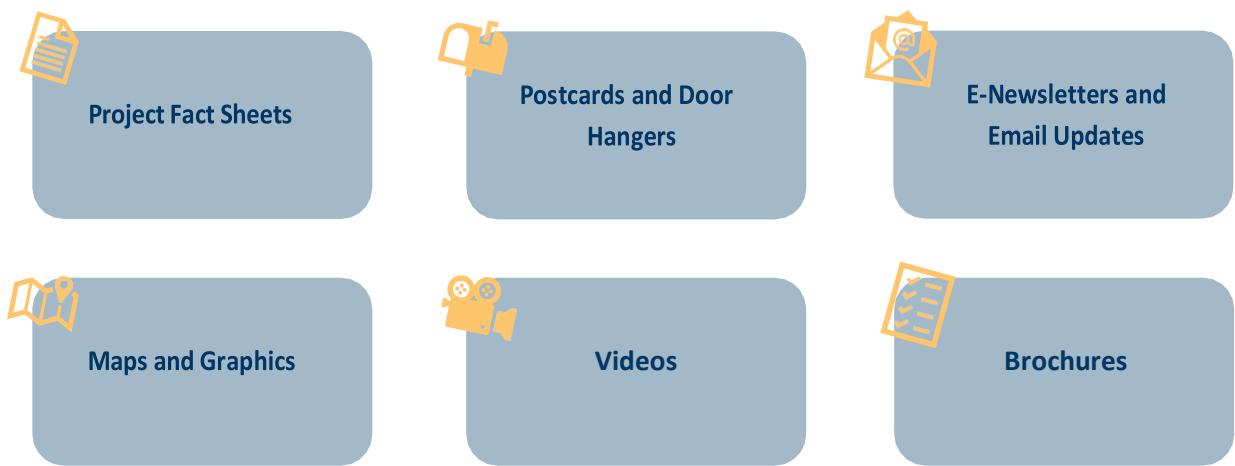 Project Fact Sheets
Postcards and Door
Hangers
E-Newsletters and
Email Updates
Maps and Graphics
Videos
Brochures